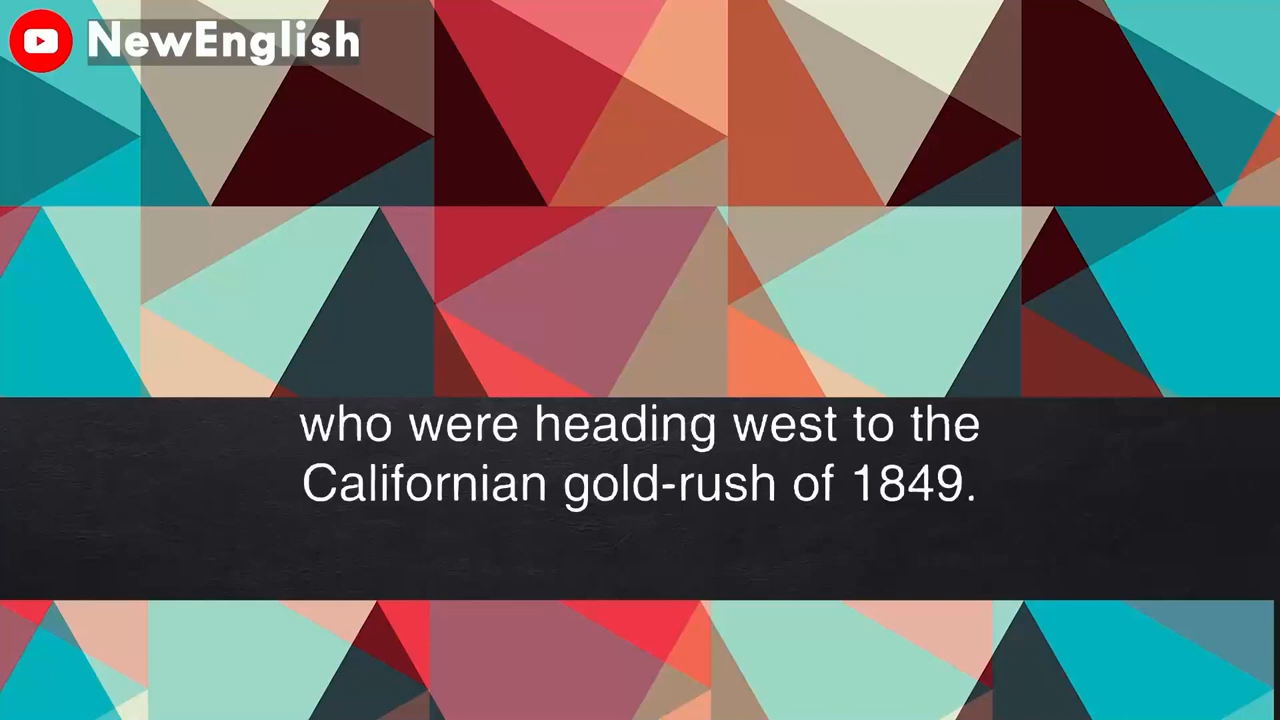 NewEnglish
who were heading west to the
Californian gold-rush of 1849.